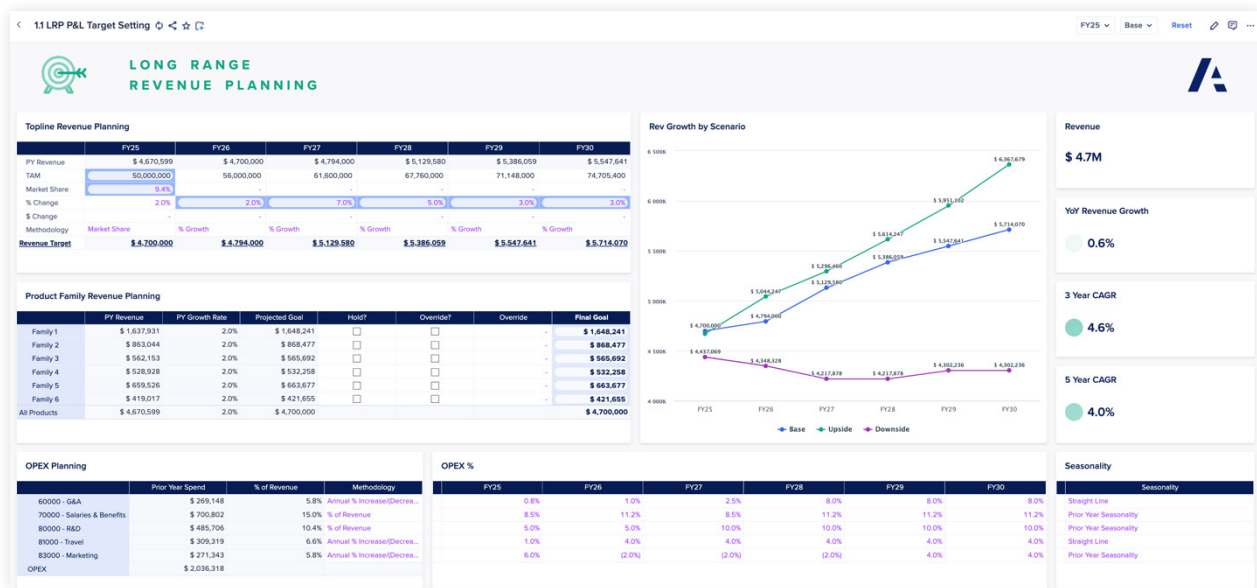 1.1 LRP P&L Target Setting
FY25 Base Reset
LONG RANGE
REVENUE PLANNING
Topline Revenue Planning
FY25 FY26 FY27 FY28 FY29 FY30
PY Revenue $ 4,670,599 $ 4,700,000 $ 4,794,000 $ 5,129,580 $ 5,386,059 $ 5,547,641
TAM 50,000,000 56,000,000 61,600,000 67,760,000 71,148,000 74,705,400
Market Share 9.4% - - - - -
% Change 2.0% 2.0% 7.0% 5.0% 3.0% 3.0%
$ Change - - - - - -
Methodology Market Share % Growth % Growth % Growth % Growth % Growth
Revenue Target $ 4,700,000 $ 4,794,000 $ 5,129,580 $ 5,386,059 $ 5,547,641 $ 5,714,070
Product Family Revenue Planning
PY Revenue PY Growth Rate Projected Goal Hold? Override? Override Final Goal
Family 1 $ 1,637,931 2.0% $ 1,648,241 - $ 1,648,241
Family 2 $ 863,044 2.0% $ 868,477 - $ 868,477
Family 3 $ 562,153 2.0% $ 565,692 - $ 565,692
Family 4 $ 528,928 2.0% $ 532,258 - $ 532,258
Family 5 $ 659,526 2.0% $ 663,677 - $ 663,677
Family 6 $ 419,017 2.0% $ 421,655 - $ 421,655
All Products $ 4,670,599 2.0% $ 4,700,000 $ 4,700,000
Rev Growth by Scenario
6 500K
6 000K
5 500K
5 000K
4 500K
4 000K
$ 6,367,679
$ 5,951,102
$ 5,714,070
$ 5,614,247
$ 5,547,641
$ 5,386,059
$ 5,296,460
$ 5,129,580
$ 5,044,247
$ 4,794,000
$ 4,700,000
$ 4,437,069
$ 4,348,328
$ 4,217,878
$ 4,217,878
$ 4,302,236
$ 4,302,236
FY25 FY26 FY27 FY28 FY29 FY30
Base Upside Downside
Revenue
$ 4.7M
YoY Revenue Growth
0.6%
3 Year CAGR
4.6%
5 Year CAGR
4.0%
OPEX Planning
Prior Year Spend % of Revenue Methodology
60000 - G&A $ 269,148 5.8% Annual % Increase/(Decrea...
70000 - Salaries & Benefits $ 700,802 15.0% % of Revenue
80000 - R&D $ 485,706 10.4% % of Revenue
81000 - Travel $ 309,319 6.6% Annual % Increase/(Decrea...
83000 - Marketing $ 271,343 5.8% Annual % Increase/(Decrea...
OPEX $ 2,036,318
OPEX %
FY25 FY26 FY27 FY28 FY29 FY30
0.8% 1.0% 2.5% 8.0% 8.0% 8.0%
8.5% 11.2% 8.5% 11.2% 11.2% 11.2%
5.0% 5.0% 10.0% 10.0% 10.0% 10.0%
1.0% 4.0% 4.0% 4.0% 4.0% 4.0%
6.0% (2.0%) (2.0%) (2.0%) 4.0% 4.0%
Seasonality
Seasonality
Straight Line
Prior Year Seasonality
Prior Year Seasonality
Straight Line
Prior Year Seasonality